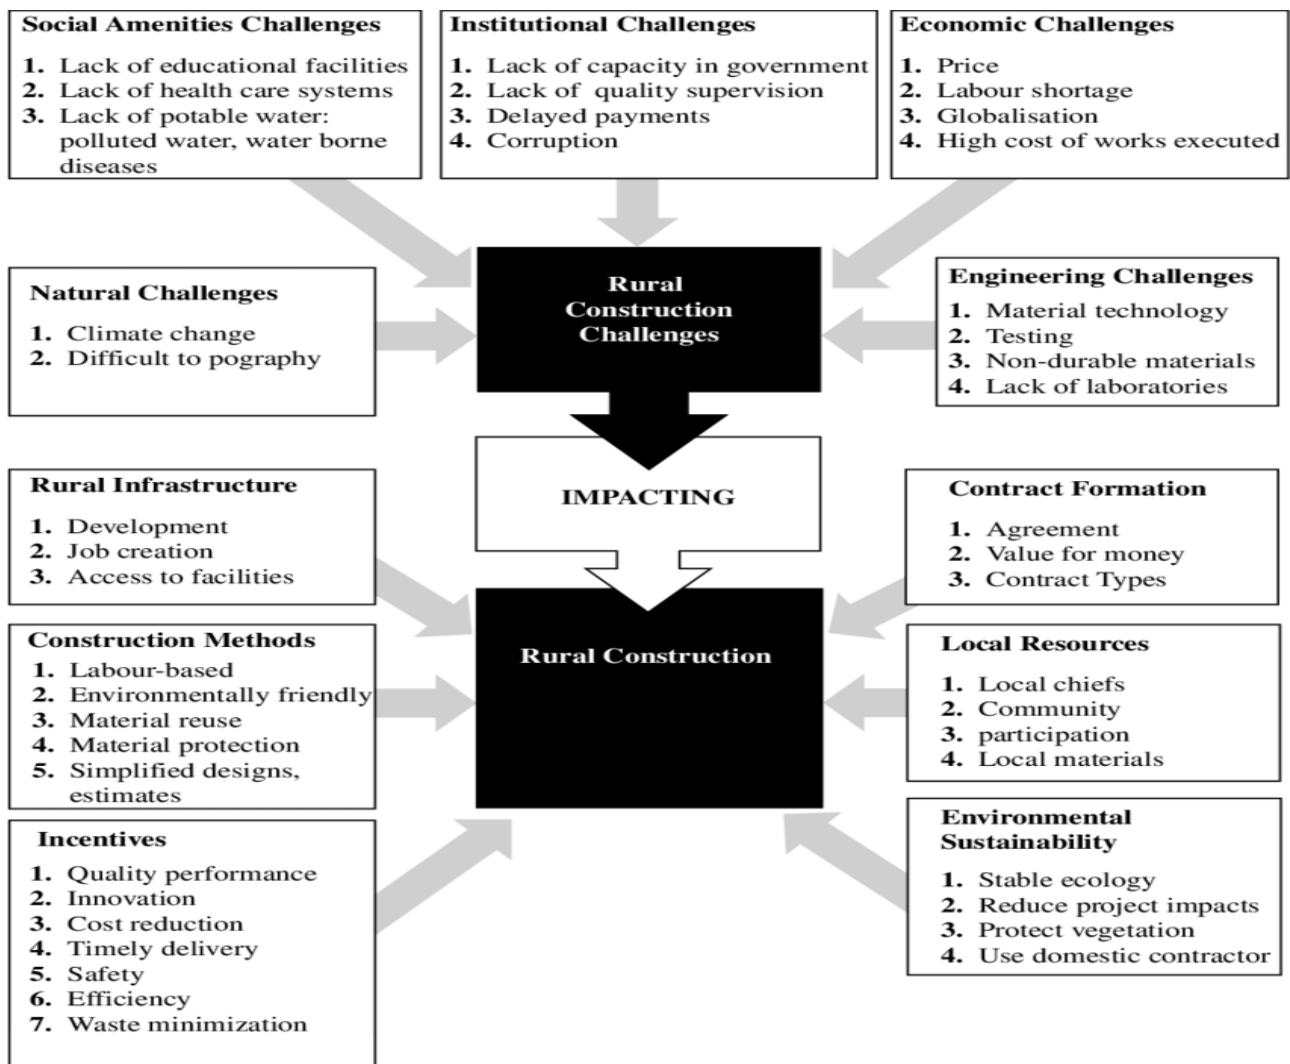 Social Amenities Challenges
1. Lack of educational facilities
2. Lack of health care systems
3. Lack of potable water:
polluted water, water borne
diseases
Institutional Challenges
1. Lack of capacity in government
2. Lack of quality supervision
3. Delayed payments
4. Corruption
Economic Challenges
1. Price
2. Labour shortage
3. Globalisation
4. High cost of works executed
Natural Challenges
1. Climate change
2. Difficult to pography
Rural
Construction
Challenges
Engineering Challenges
1. Material technology
2. Testing
3. Non-durable materials
4. Lack of laboratories
IMPACTING
Rural Infrastructure
1. Development
2. Job creation
3. Access to facilities
Contract Formation
1. Agreement
2. Value for money
3. Contract Types
Rural Construction
Construction Methods
1. Labour-based
2. Environmentally friendly
3. Material reuse
4. Material protection
5. Simplified designs,
estimates
Local Resources
1. Local chiefs
2. Community
3. participation
4. Local materials
Incentives
1. Quality performance
2. Innovation
3. Cost reduction
4. Timely delivery
5. Safety
6. Efficiency
7. Waste minimization
Environmental
Sustainability
1. Stable ecology
2. Reduce project impacts
3. Protect vegetation
4. Use domestic contractor